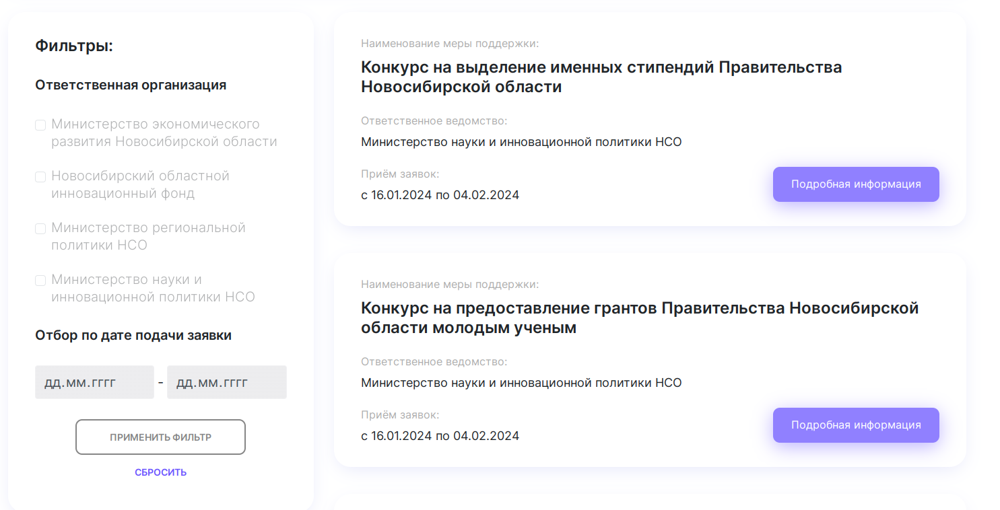 Фильтры:
Ответственная организация
Министерство экономического
развития Новосибирской области
Новосибирский областной
инновационный фонд
Министерство региональной
политики НСО
Министерство науки и
инновационной политики НСО
Отбор по дате подачи заявки
дд.мм.гггг - дд.мм.гггг
ПРИМЕНИТЬ ФИЛЬТР
СБРОСИТЬ
Наименование меры поддержки:
Конкурс на выделение именных стипендий Правительства
Новосибирской области
Ответственное ведомство:
Министерство науки и инновационной политики НСО
Приём заявок:
с 16.01.2024 по 04.02.2024
Подробная информация
Наименование меры поддержки:
Конкурс на предоставление грантов Правительства Новосибирской
области молодым ученым
Ответственное ведомство:
Министерство науки и инновационной политики НСО
Приём заявок:
с 16.01.2024 по 04.02.2024
Подробная информация